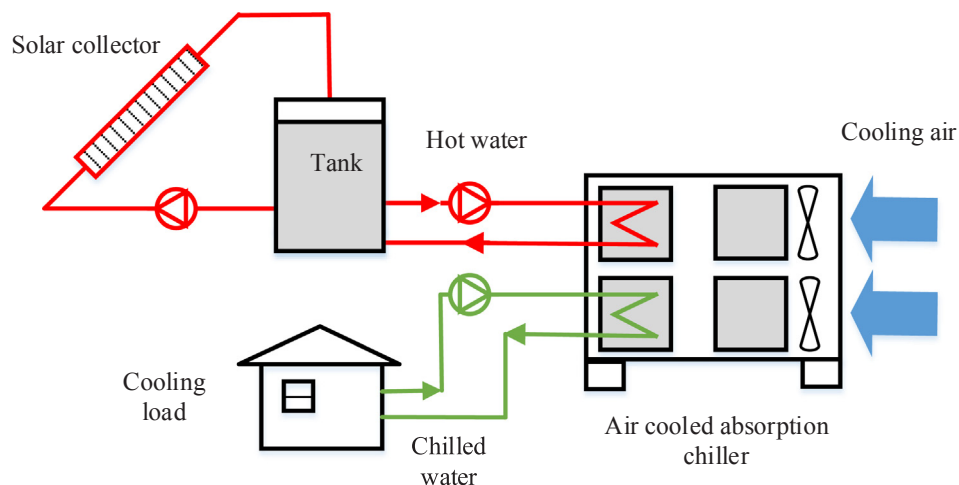 Solar collector
Tank
Hot water
Cooling air
Cooling
load
Chilled
water
Air cooled absorption
chiller